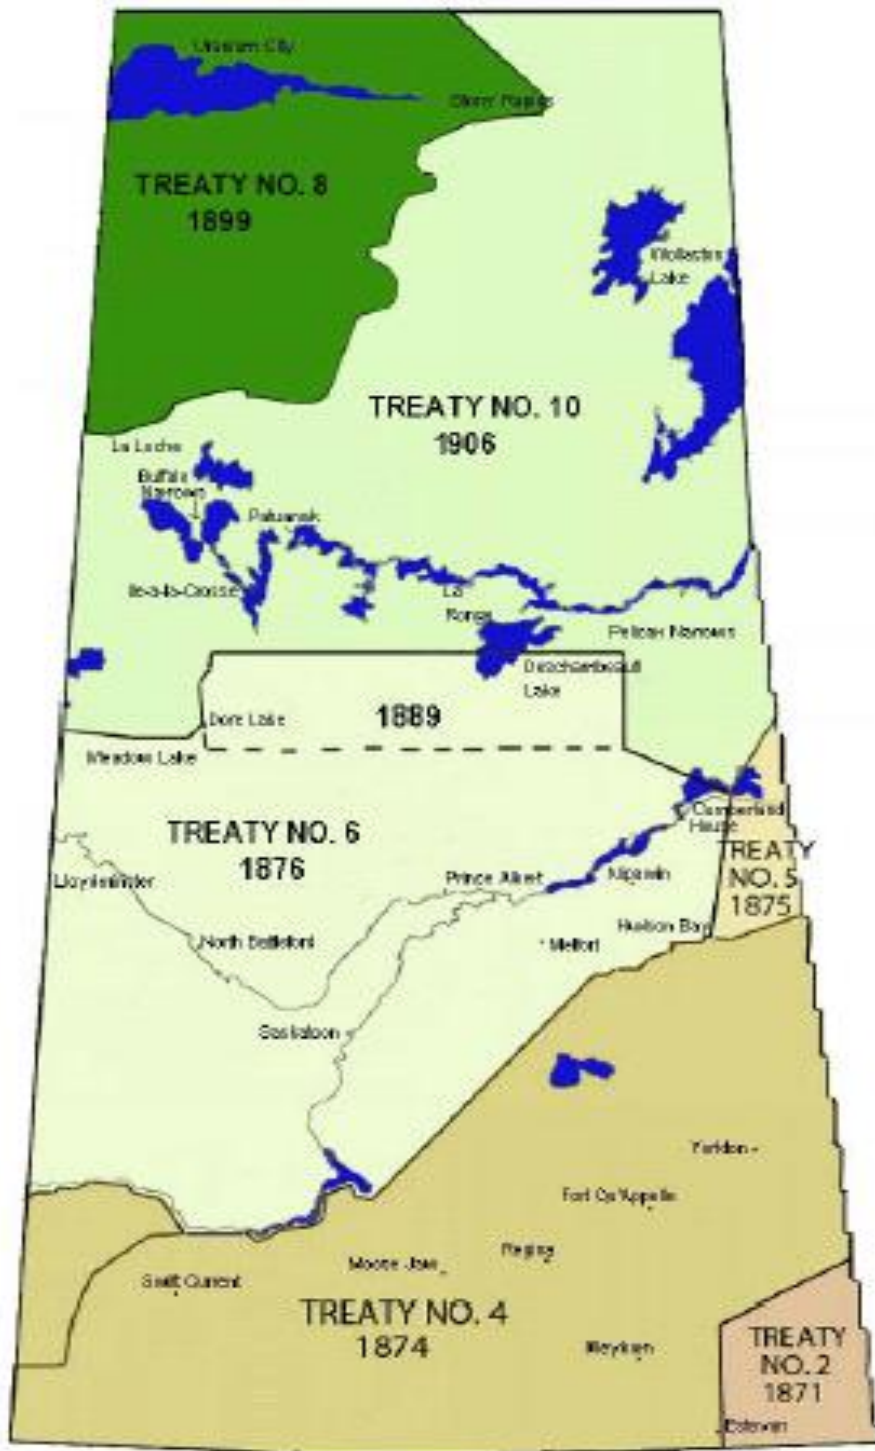 Uranium City
Stony Rapids
TREATY NO. 8
1899
Wollaston
Lake
TREATY NO. 10
1906
La Loche
Buffalo
Narrows
Patuanak
Ile-a-la-Crosse
La
Ronge
Pelican Narrows
Deschambeault
Lake
Dore Lake
1889
Meadow Lake
Cumberland
House
TREATY NO. 6
1876
TREATY
NO. 5
1875
Lloydminster
Prince Albert
Nipawin
Hudson Bay
North Battleford
Melfort
Saskatoon
Yorkton
Fort Qu'Appelle
Regina
Moose Jaw
Swift Current
TREATY NO. 4
1874
Weyburn
TREATY
NO. 2
1871
Estevan